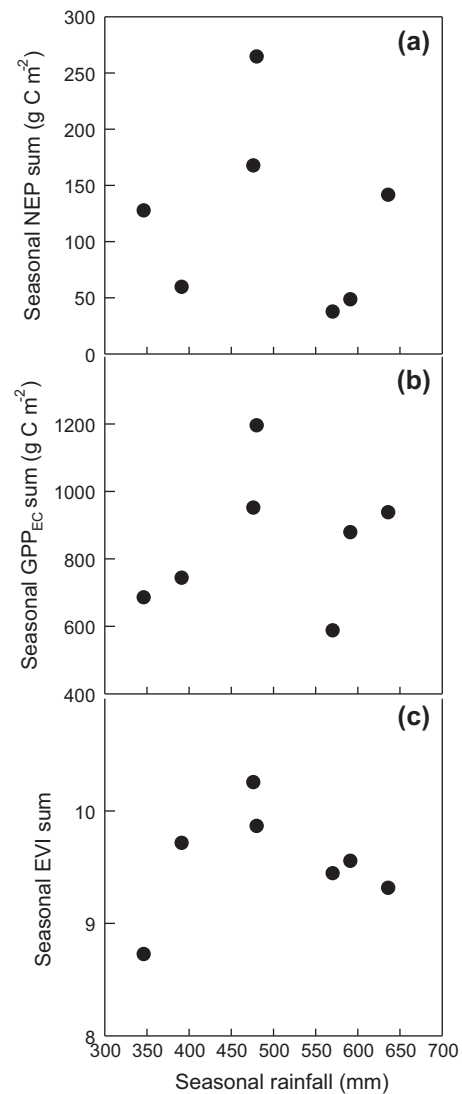 (a)
Seasonal NEP sum (g C m-2)
300
250
200
150
100
50
0
(b)
Seasonal GPPEC sum (g C m-2)
1200
1000
800
600
400
(c)
Seasonal EVI sum
10
9
8
300 350 400 450 500 550 600 650 700
Seasonal rainfall (mm)